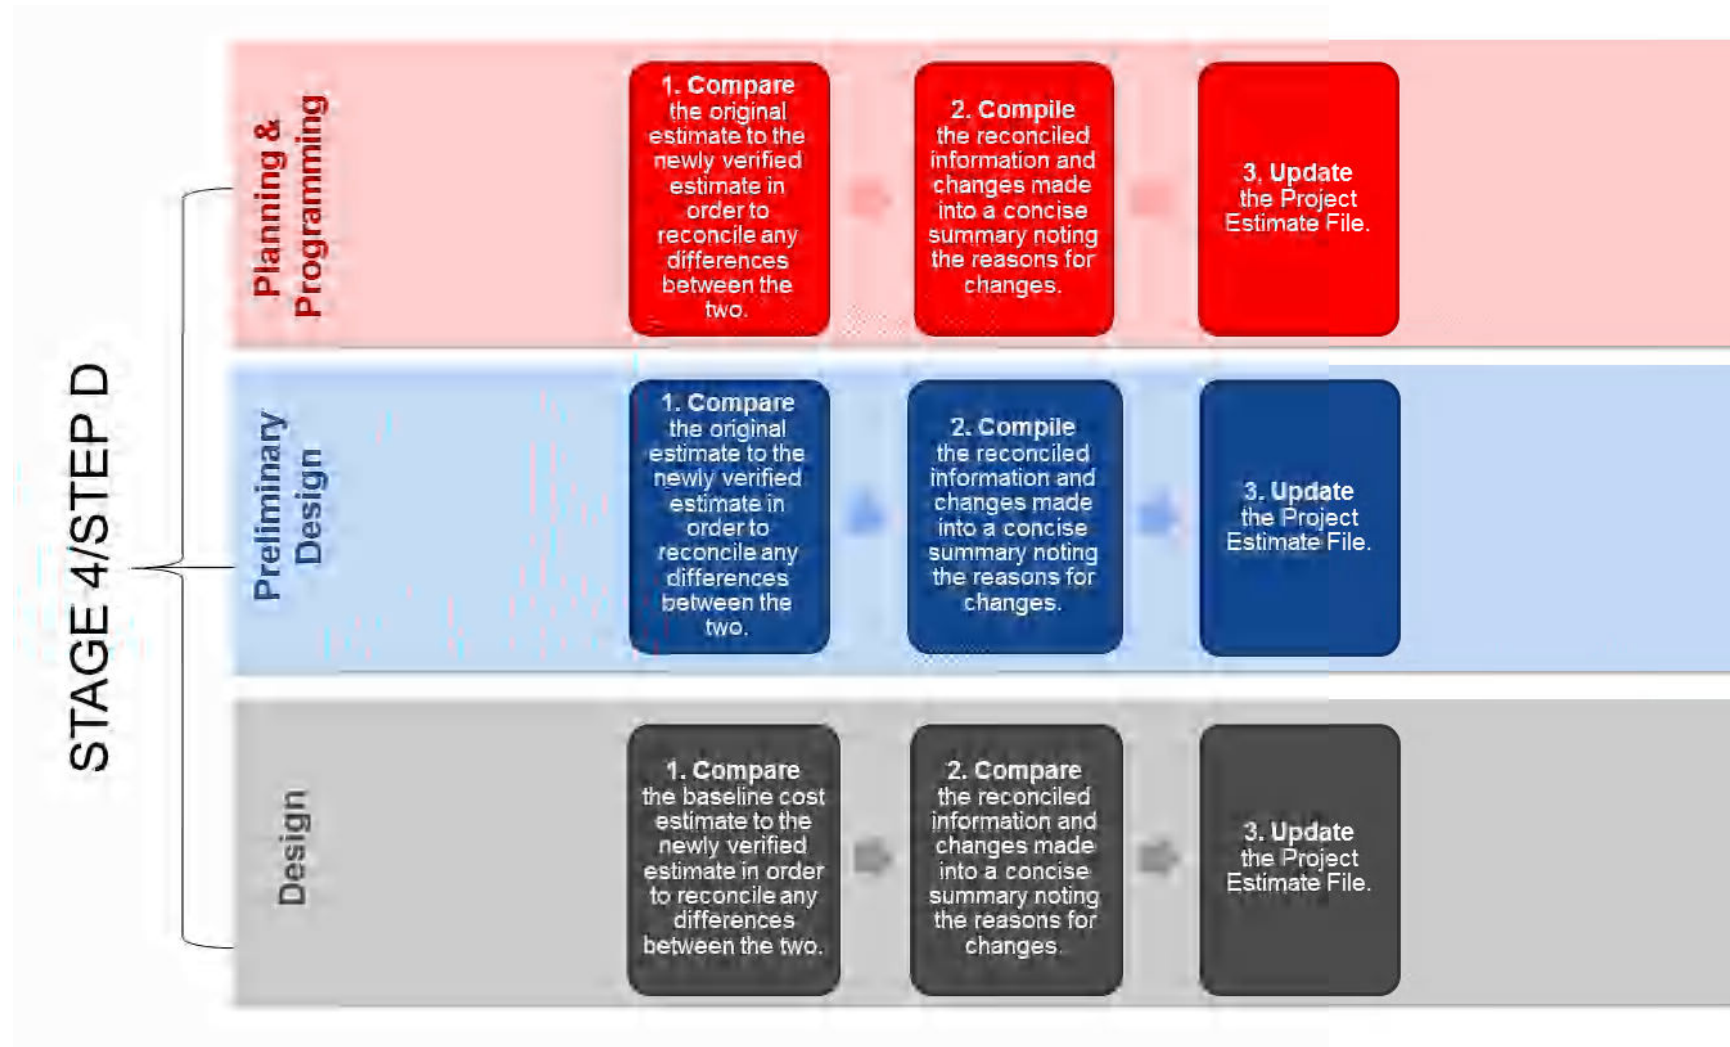 STAGE 4/STEP D
Planning &
Programming
1. Compare
the original
estimate to the
newly verified
estimate in
order to
reconcile any
differences
between the
two.
2. Compile
the reconciled
information and
changes made
into a concise
summary noting
the reasons for
changes.
3. Update
the Project
Estimate File.
Preliminary
Design
1. Compare
the original
estimate to the
newly verified
estimate in
order to
reconcile any
differences
between the
two.
2. Compile
the reconciled
information and
changes made
into a concise
summary noting
the reasons for
changes.
3. Update
the Project
Estimate File.
Design
1. Compare
the baseline cost
estimate to the
newly verified
estimate in order
to reconcile any
differences
between the two.
2. Compare
the reconciled
information and
changes made
into a concise
summary noting
the reasons for
changes.
3. Update
the Project
Estimate File.